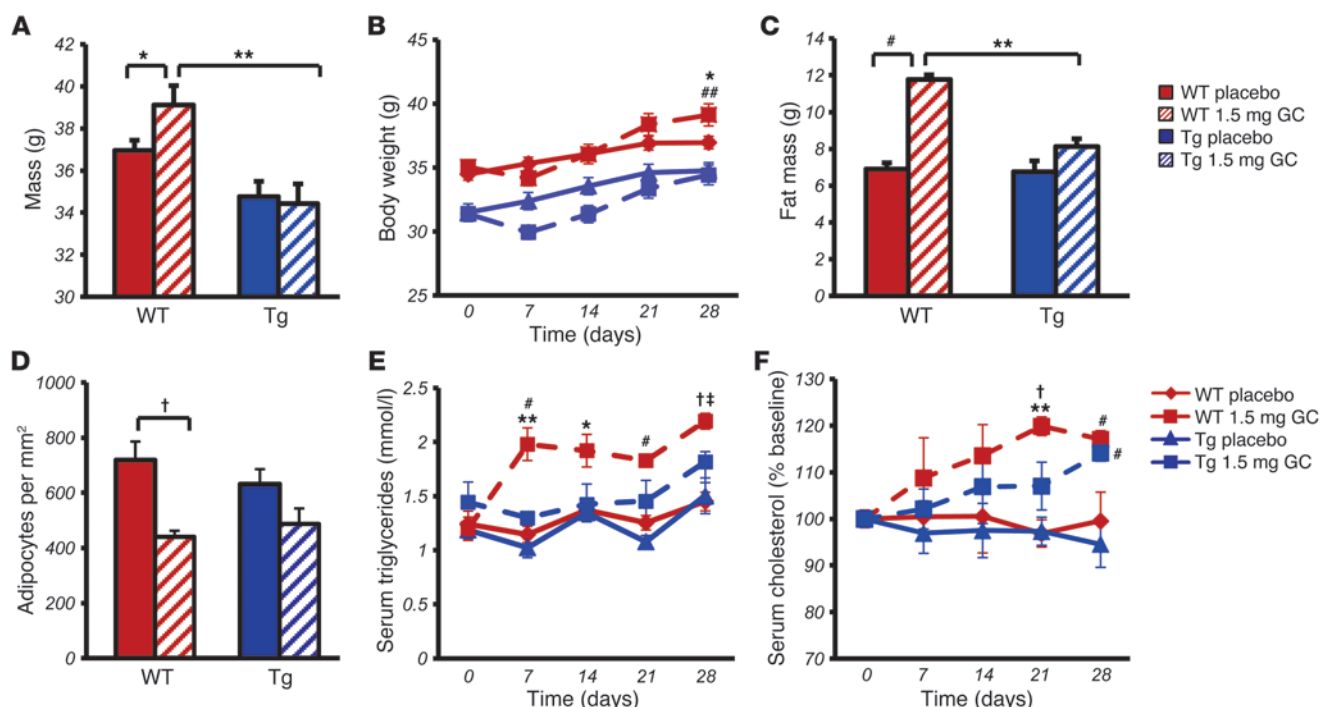 A
Mass (g)
42
40
38
36
34
32
30
*
**
WT
Tg
B
Body weight (g)
45
40
35
30
25
*
##
0 7 14 21 28
Time (days)
C
Fat mass (g)
14
12
10
8
6
4
2
0
#
**
WT
Tg
WT placebo
WT 1.5 mg GC
Tg placebo
Tg 1.5 mg GC
D
Adipocytes per mm²
1000
800
600
400
200
0
†
WT
Tg
E
Serum triglycerides (mmol/l)
2.5
2
1.5
1
0.5
0
#
**
*
#
†‡
0 7 14 21 28
Time (days)
F
Serum cholesterol (% baseline)
130
120
110
100
90
80
70
†
**
#
#
0 7 14 21 28
Time (days)
WT placebo
WT 1.5 mg GC
Tg placebo
Tg 1.5 mg GC